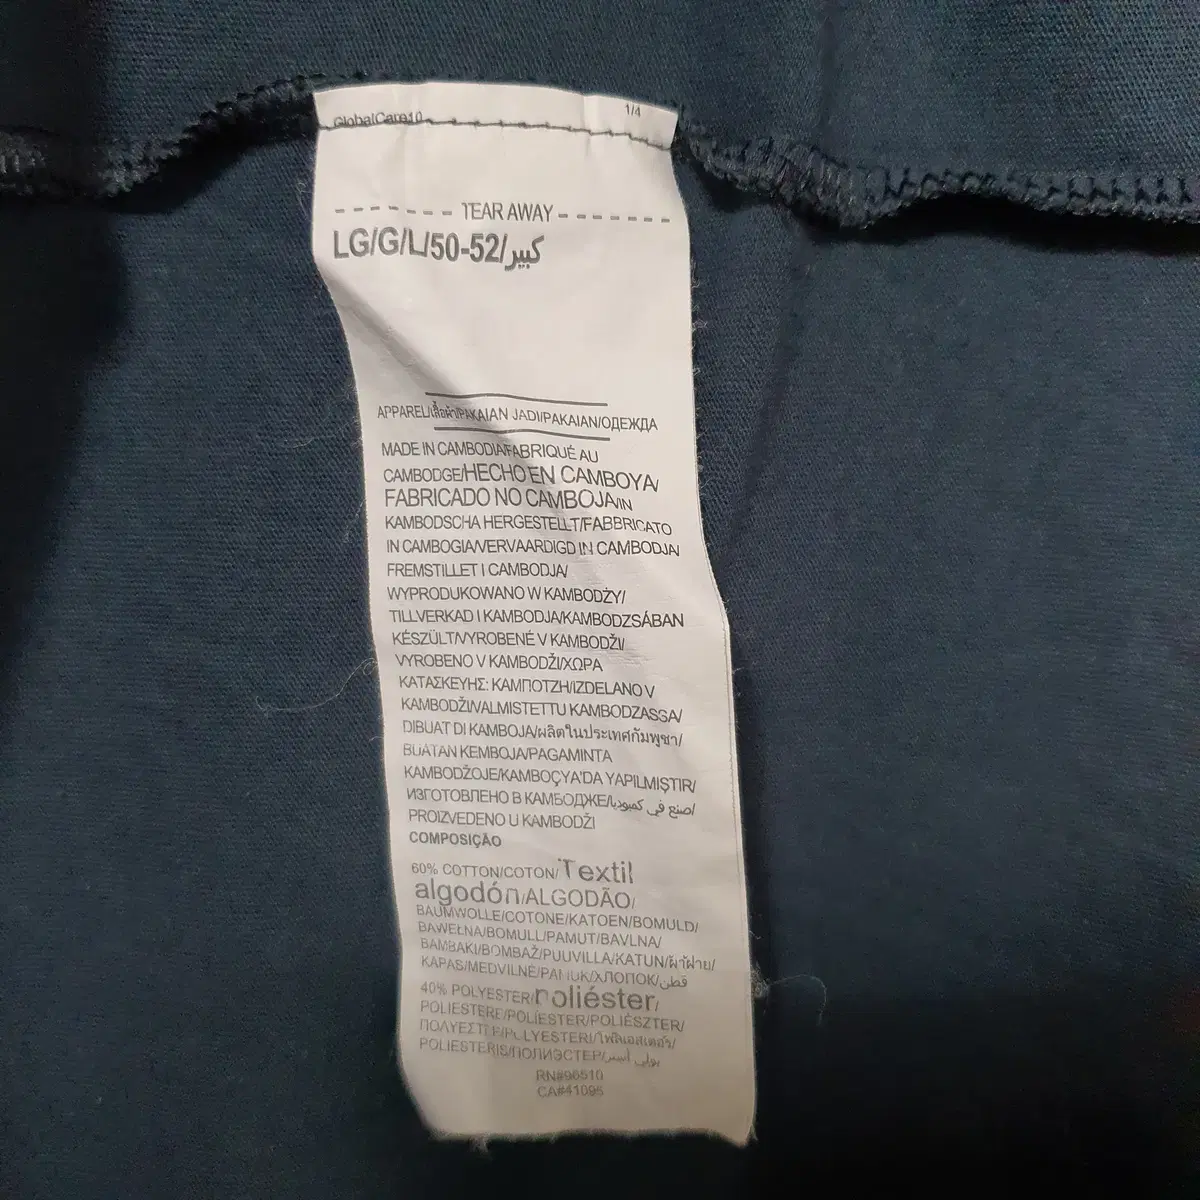 GlobalCare10 1/4
TEAR AWAY
LG/G/L/50-52/كبير
APPAREL/เสื้อผ้า/PAKAIAN JADI/PAKAIAN/ОДЕЖДА
MADE IN CAMBODIA/FABRIQUÉ AU
CAMBODGE/HECHO EN CAMBOYA/
FABRICADO NO CAMBOJA/IN
KAMBODSCHA HERGESTELLT/FABBRICATO
IN CAMBOGIA/VERVAARDIGD IN CAMBODJA/
FREMSTILLET I CAMBODJA/
WYPRODUKOWANO W KAMBODŻY/
TILLVERKAD I KAMBODJA/KAMBODZSÁBAN
KÉSZÜLT/VYROBENÉ V KAMBODŽI/
VYROBENO V KAMBODŽI/ΧΩΡΑ
ΚΑΤΑΣΚΕΥΗΣ: ΚΑΜΠΟΤΖΗ/IZDELANO V
KAMBODŽI/VALMISTETTU KAMBODZASSA/
DIBUAT DI KAMBOJA/ผลิตในประเทศกัมพูชา/
BUATAN KEMBOJA/PAGAMINTA
KAMBODŽOJE/KAMBOÇYA'DA YAPILMIŞTIR/
ИЗГОТОВЛЕНО В КАМБОДЖЕ/صنع في كمبوديا/
PROIZVEDENO U KAMBODŽI
COMPOSIÇÃO
60% COTTON/COTON/Textil
algodón/ALGODÃO/
BAUMWOLLE/COTONE/KATOEN/BOMULD/
BAWEŁNA/BOMULL/PAMUT/BAVLNA/
BAMBAKI/BOMBAŽ/PUUVILLA/KATUN/ผ้าฝ้าย/
KAPAS/MEDVILNĖ/PAMUK/ХЛОПОК/قطن
40% POLYESTER/poliéster/
POLIESTERE/POLIESTER/POLIÉSZTER/
ΠΟΛΥΕΣΤΕΡ/POLYESTERI/โพลีเอสเตอร์/
POLIESTERIS/ПОЛИЭСТЕР/بولي أستر
RN#96510
CA#41095